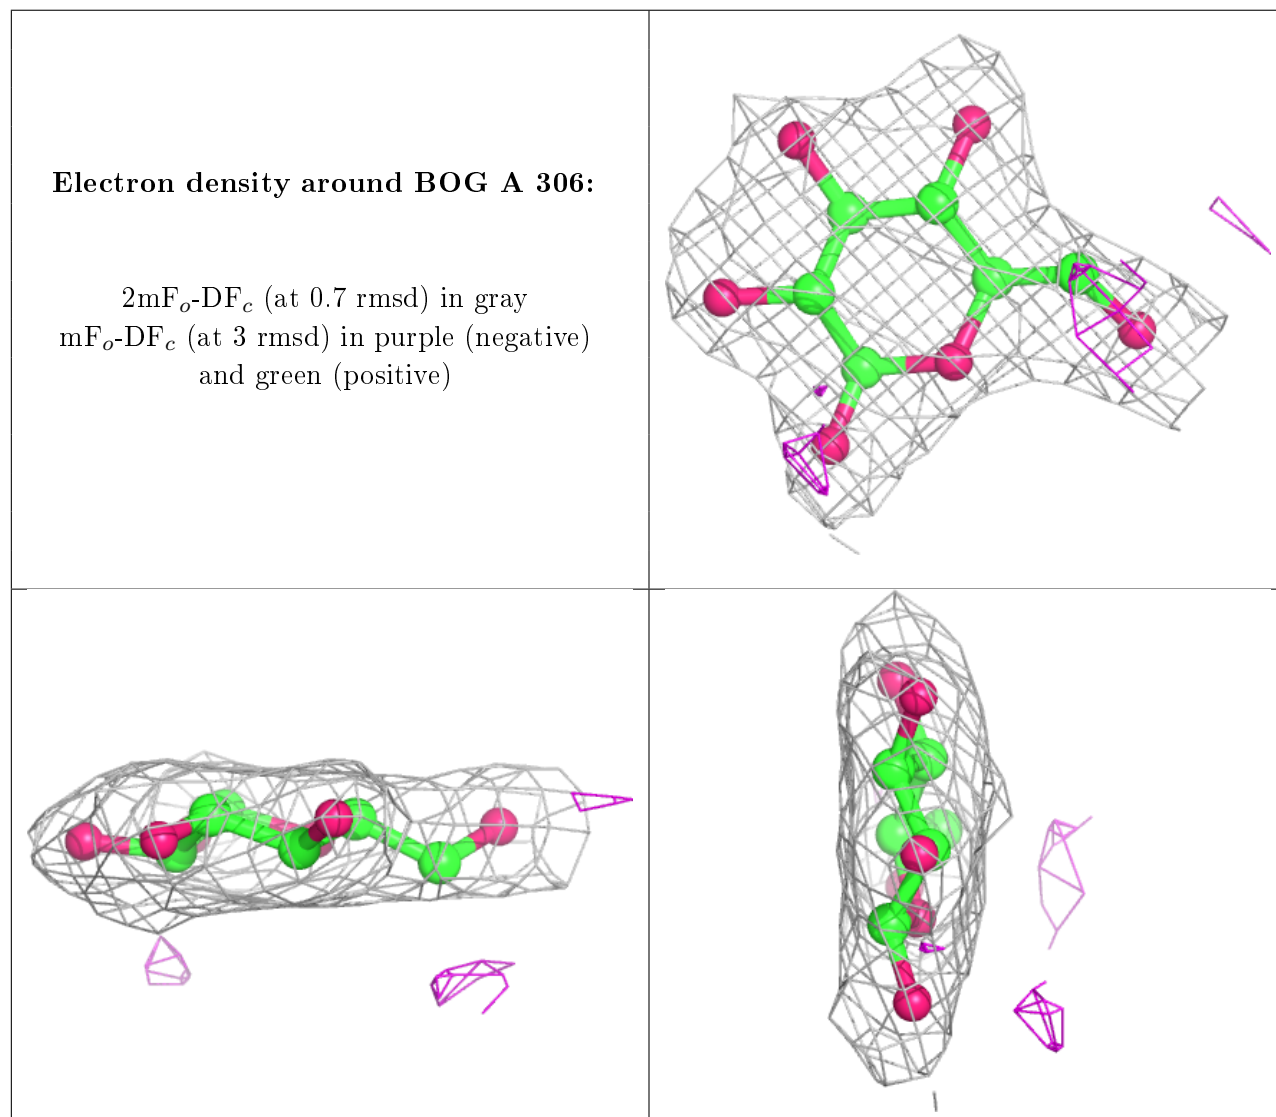 Electron density around BOG A 306:
2mFo-DFc (at 0.7 rmsd) in gray
mFo-DFc (at 3 rmsd) in purple (negative)
and green (positive)